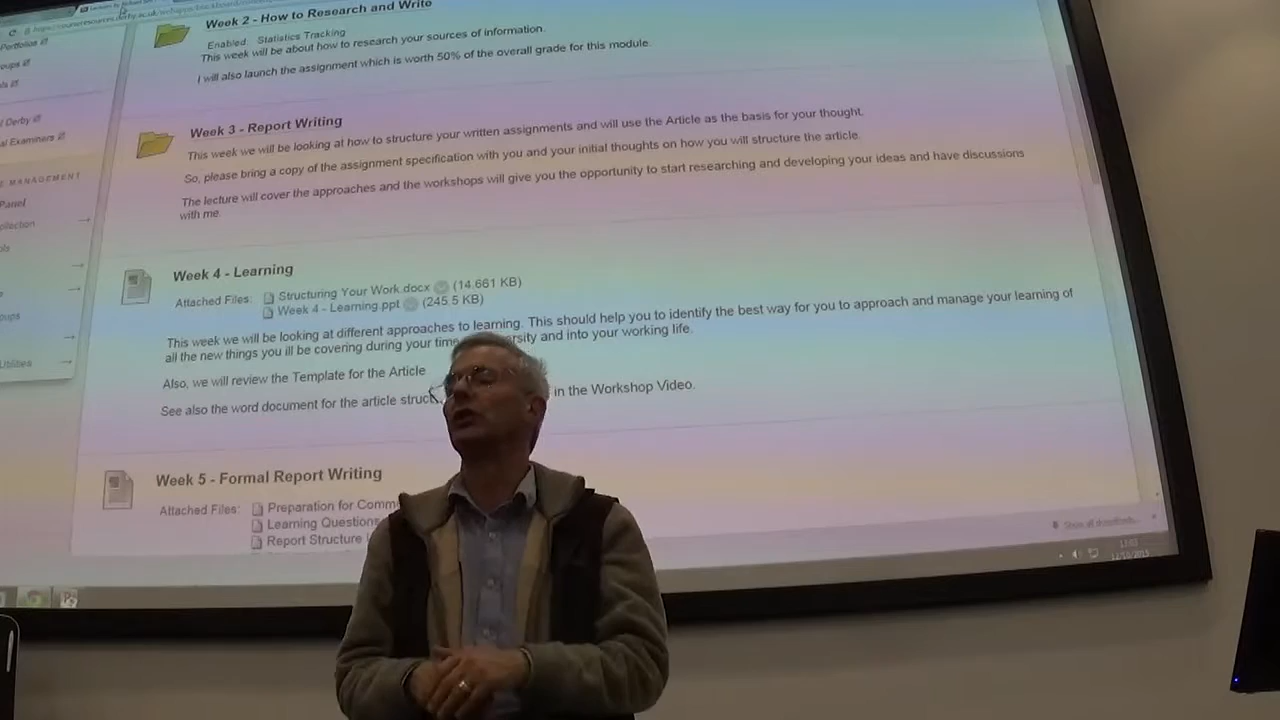 Week 2 - How to Research and Write
Enabled: Statistics Tracking
This week will be about how to research your sources of information.
I will also launch the assignment which is worth 50% of the overall grade for this module.
Week 3 - Report Writing
This week we will be looking at how to structure your written assignments and will use the Article as the basis for your thought.
So, please bring a copy of the assignment specification with you and your initial thoughts on how you will structure the article.
The lecture will cover the approaches and the workshops will give you the opportunity to start researching and developing your ideas and have discussions
with me.
Week 4 - Learning
Attached Files:
Structuring Your Work.docx (14.661 KB)
Week 4 - Learning.ppt (245.5 KB)
This week we will be looking at different approaches to learning. This should help you to identify the best way for you to approach and manage your learning of
all the new things you ill be covering during your time and into your working life.
Also, we will review the Template for the Article
See also the word document for the article in the Workshop Video.
Week 5 - Formal Report Writing
Attached Files:
Preparation for
Learning Questions
Report Structure
Portfolios
Derby
Examiners
MANAGEMENT
Panel
Utilities
Show all downloads...